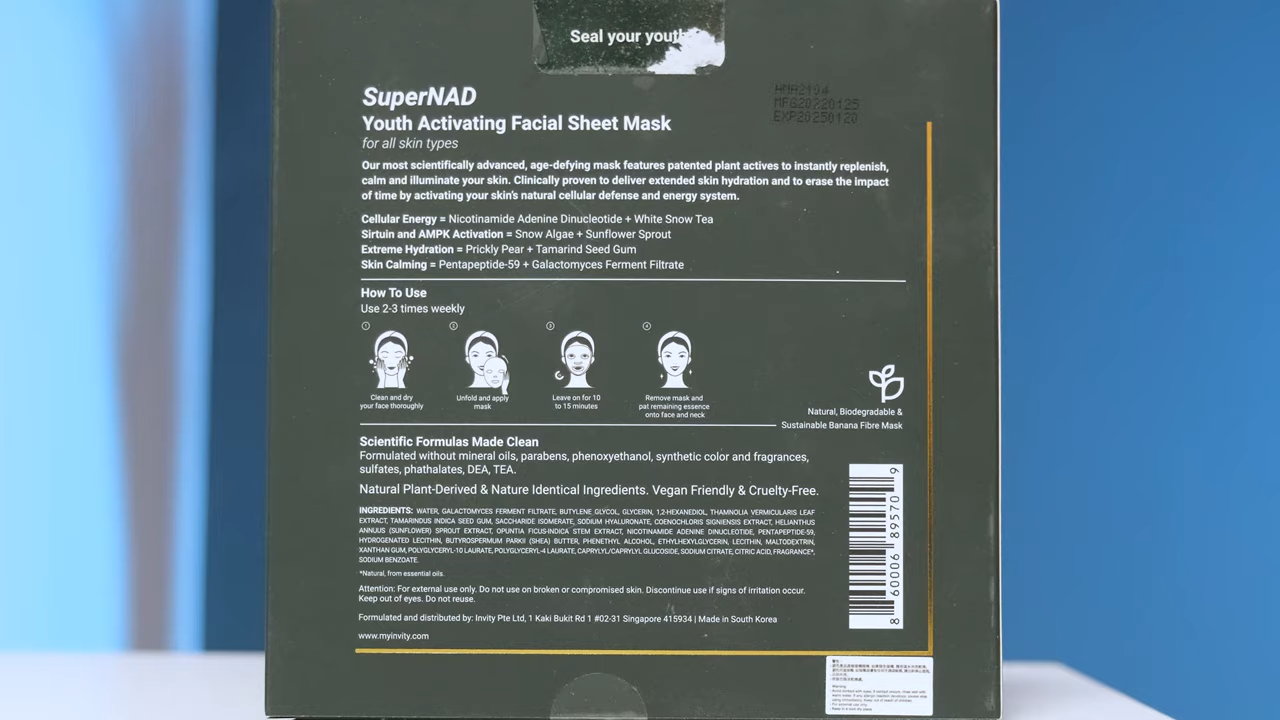 Seal your yout
SuperNAD
Youth Activating Facial Sheet Mask
for all skin types
HMA2104
MFG20220125
EXP20250120
Our most scientifically advanced, age-defying mask features patented plant actives to instantly replenish,
calm and illuminate your skin. Clinically proven to deliver extended skin hydration and to erase the impact
of time by activating your skin's natural cellular defense and energy system.
Cellular Energy = Nicotinamide Adenine Dinucleotide + White Snow Tea
Sirtuin and AMPK Activation = Snow Algae + Sunflower Sprout
Extreme Hydration = Prickly Pear + Tamarind Seed Gum
Skin Calming = Pentapeptide-59 + Galactomyces Ferment Filtrate
How To Use
Use 2-3 times weekly
1
Clean and dry
your face thoroughly
2
Unfold and apply
mask
3
Leave on for 10
to 15 minutes
4
Remove mask and
pat remaining essence
onto face and neck
Natural, Biodegradable &
Sustainable Banana Fibre Mask
Scientific Formulas Made Clean
Formulated without mineral oils, parabens, phenoxyethanol, synthetic color and fragrances,
sulfates, phathalates, DEA, TEA.
Natural Plant-Derived & Nature Identical Ingredients. Vegan Friendly & Cruelty-Free.
INGREDIENTS: WATER, GALACTOMYCES FERMENT FILTRATE, BUTYLENE GLYCOL, GLYCERIN, 1,2-HEXANEDIOL, THAMNOLIA VERMICULARIS LEAF
EXTRACT, TAMARINDUS INDICA SEED GUM, SACCHARIDE ISOMERATE, SODIUM HYALURONATE, COENOCHLORIS SIGNIENSIS EXTRACT, HELIANTHUS
ANNUUS (SUNFLOWER) SPROUT EXTRACT, OPUNTIA FICUS-INDICA STEM EXTRACT, NICOTINAMIDE ADENINE DINUCLEOTIDE, PENTAPEPTIDE-59,
HYDROGENATED LECITHIN, BUTYROSPERMUM PARKII (SHEA) BUTTER, PHENETHYL ALCOHOL, ETHYLHEXYLGLYCERIN, LECITHIN, MALTODEXTRIN,
XANTHAN GUM, POLYGLYCERYL-10 LAURATE, POLYGLYCERYL-4 LAURATE, CAPRYLYL/CAPRYL GLUCOSIDE, SODIUM CITRATE, CITRIC ACID, FRAGRANCE*,
SODIUM BENZOATE.
*Natural, from essential oils.
Attention: For external use only. Do not use on broken or compromised skin. Discontinue use if signs of irritation occur.
Keep out of eyes. Do not reuse.
Formulated and distributed by: Invity Pte Ltd, 1 Kaki Bukit Rd 1 #02-31 Singapore 415934 | Made in South Korea
www.myinvity.com
8 60006 89570 9
Warning: